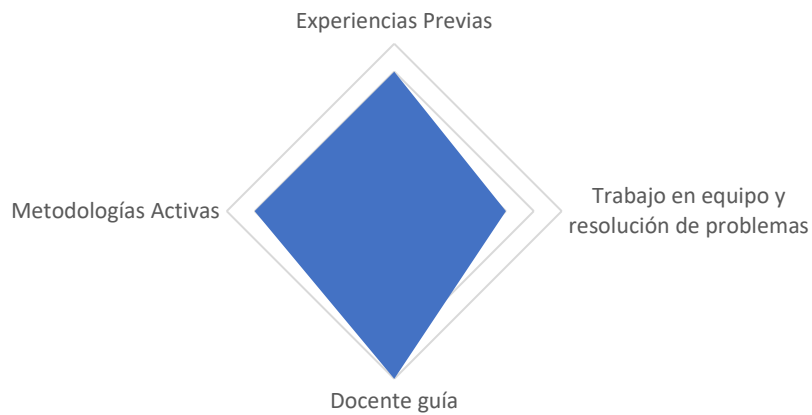 Experiencias Previas
Metodologías Activas
Trabajo en equipo y
resolución de problemas
Docente guía